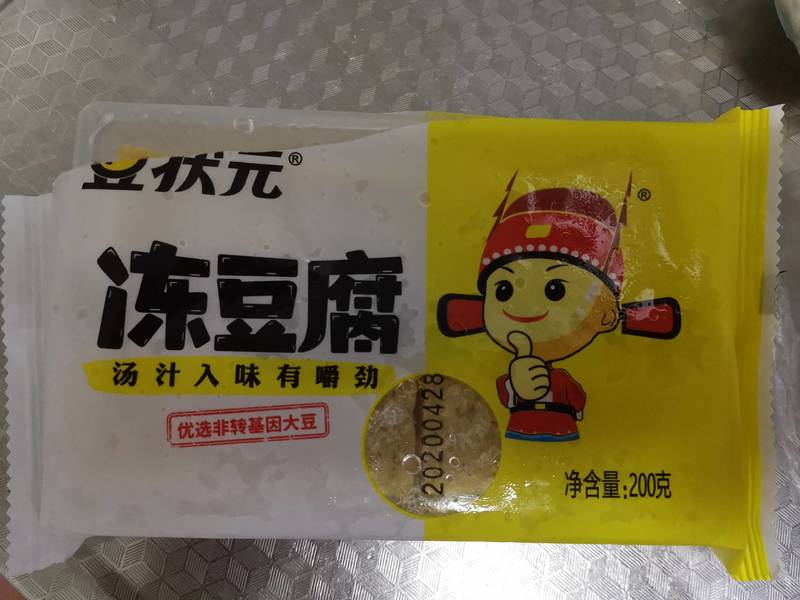 豆状元®
®
冻豆腐
汤汁入味有嚼劲
优选非转基因大豆
20200428
净含量:200克